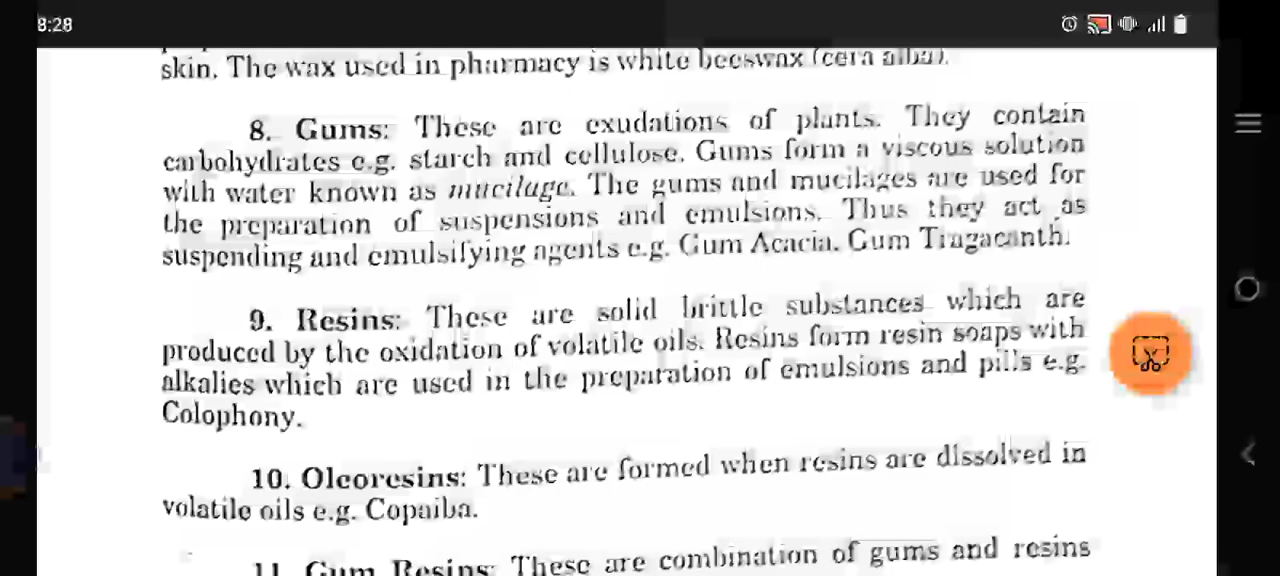 8:28
skin. The wax used in pharmacy is white beeswax (cera alba).
8. Gums: These are exudations of plants. They contain
carbohydrates e.g. starch and cellulose. Gums form a viscous solution
with water known as mucilage. The gums and mucilages are used for
the preparation of suspensions and emulsions. Thus they act as
suspending and emulsifying agents e.g. Gum Acacia. Gum Tragacanth.
9. Resins: These are solid brittle substances which are
produced by the oxidation of volatile oils. Resins form resin soaps with
alkalies which are used in the preparation of emulsions and pills e.g.
Colophony.
10. Oleoresins: These are formed when resins are dissolved in
volatile oils e.g. Copaiba.
11. Gum Resins: These are combination of gums and resins